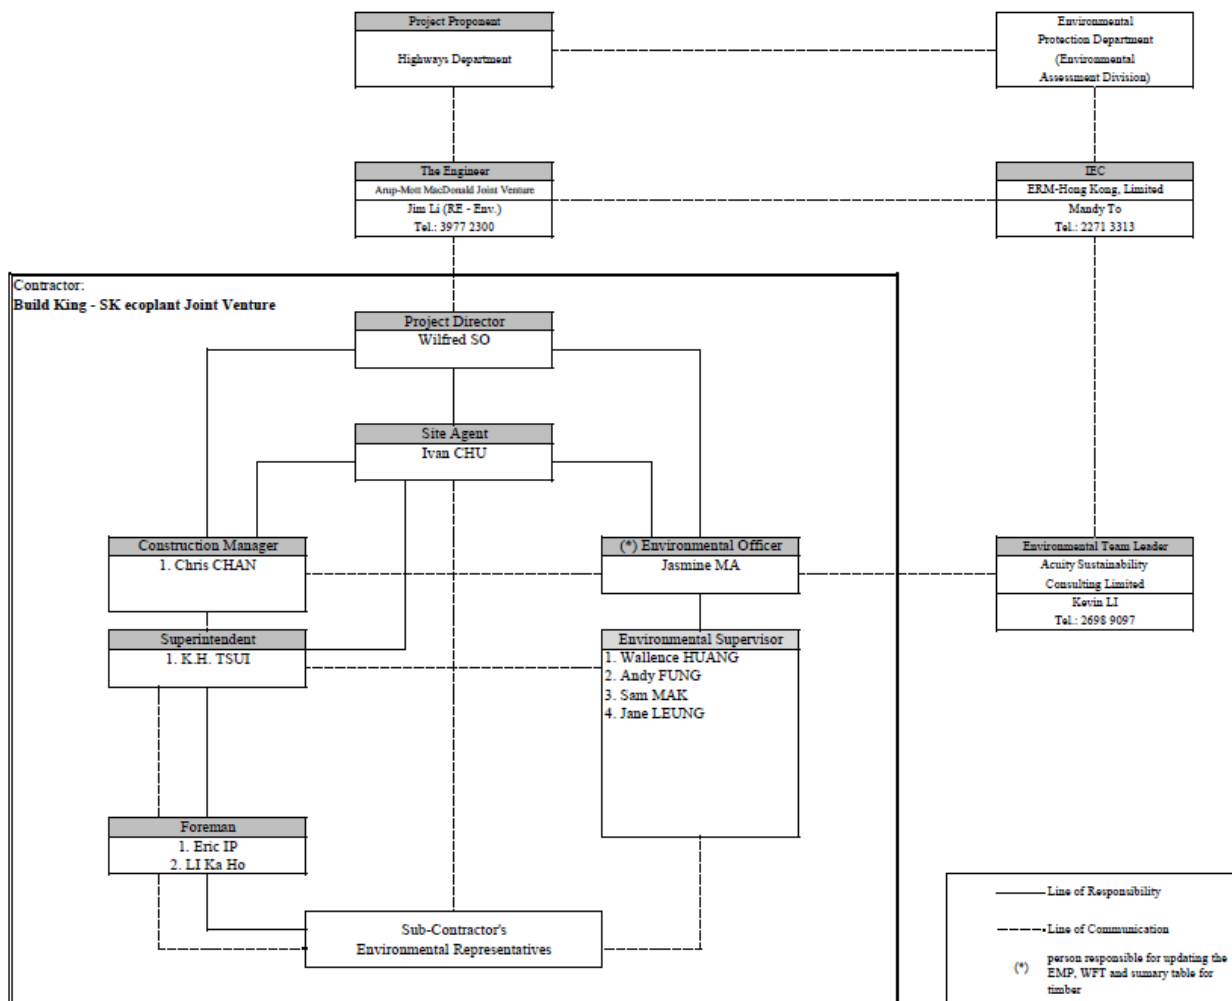 Project Proponent
Highways Department
Environmental
Protection Department
(Environmental
Assessment Division)
The Engineer
Arup-Mott MacDonald Joint Venture
Jim Li (RE - Env.)
Tel.: 3977 2300
IEC
ERM-Hong Kong, Limited
Mandy To
Tel.: 2271 3313
Contractor:
Build King - SK ecoplant Joint Venture
Project Director
Wilfred SO
Site Agent
Ivan CHU
Construction Manager
1. Chris CHAN
(*) Environmental Officer
Jasmine MA
Environmental Team Leader
Acuity Sustainability
Consulting Limited
Kevin LI
Tel.: 2698 9097
Superintendent
1. K.H. TSUI
Environmental Supervisor
1. Wallence HUANG
2. Andy FUNG
3. Sam MAK
4. Jane LEUNG
Foreman
1. Eric IP
2. LI Ka Ho
Sub-Contractor's
Environmental Representatives
Line of Responsibility
Line of Communication
(*) person responsible for updating the
EMP, WFT and sumary table for
timber